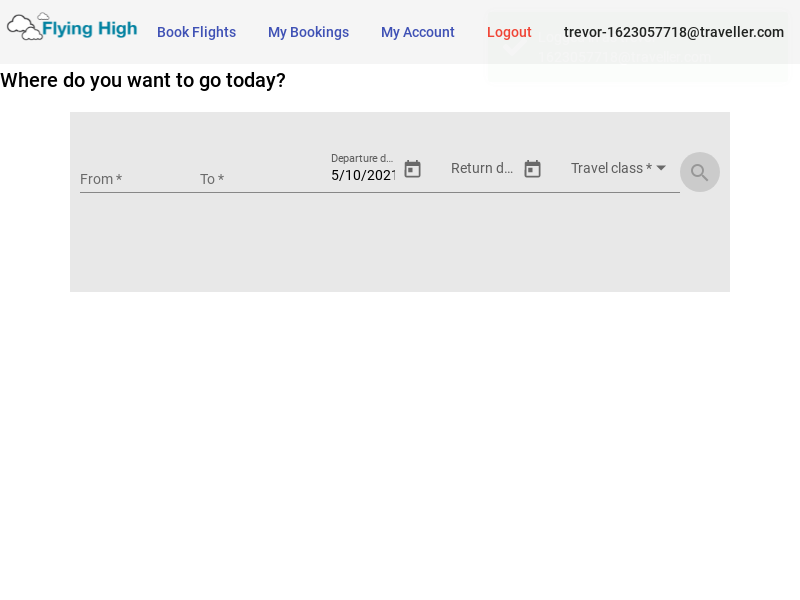 Flying High
Book Flights
My Bookings
My Account
Logout
trevor-1623057718@traveller.com
Where do you want to go today?
From *
To *
Departure d...
5/10/2021
Return d...
Travel class *